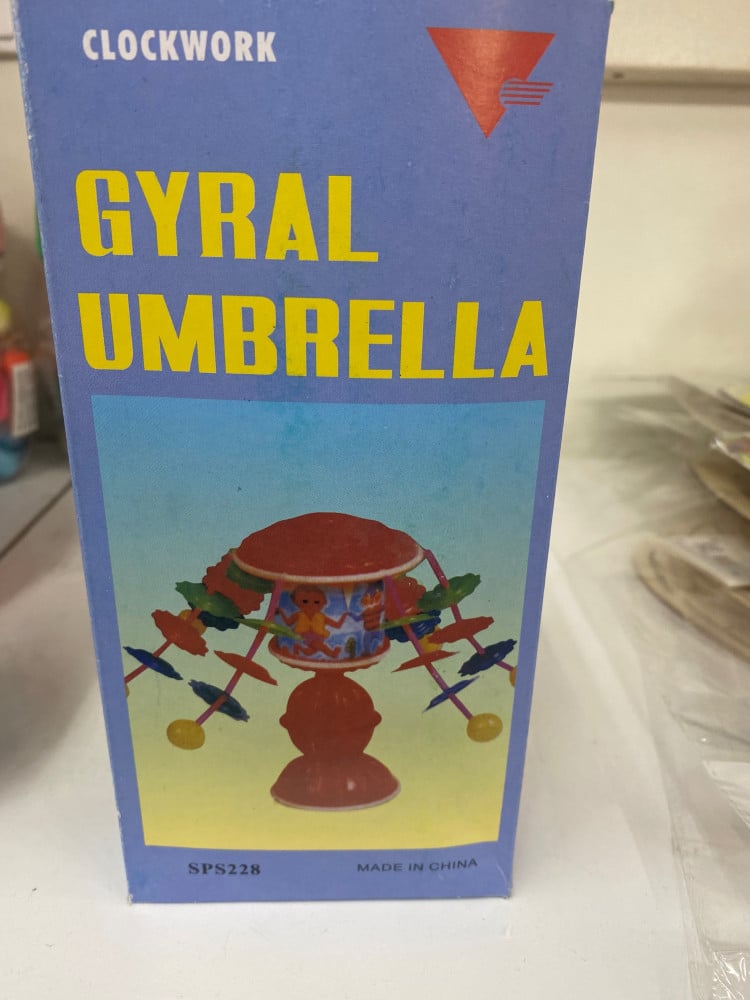 CLOCKWORK
GYRAL
UMBRELLA
SPS228
MADE IN CHINA